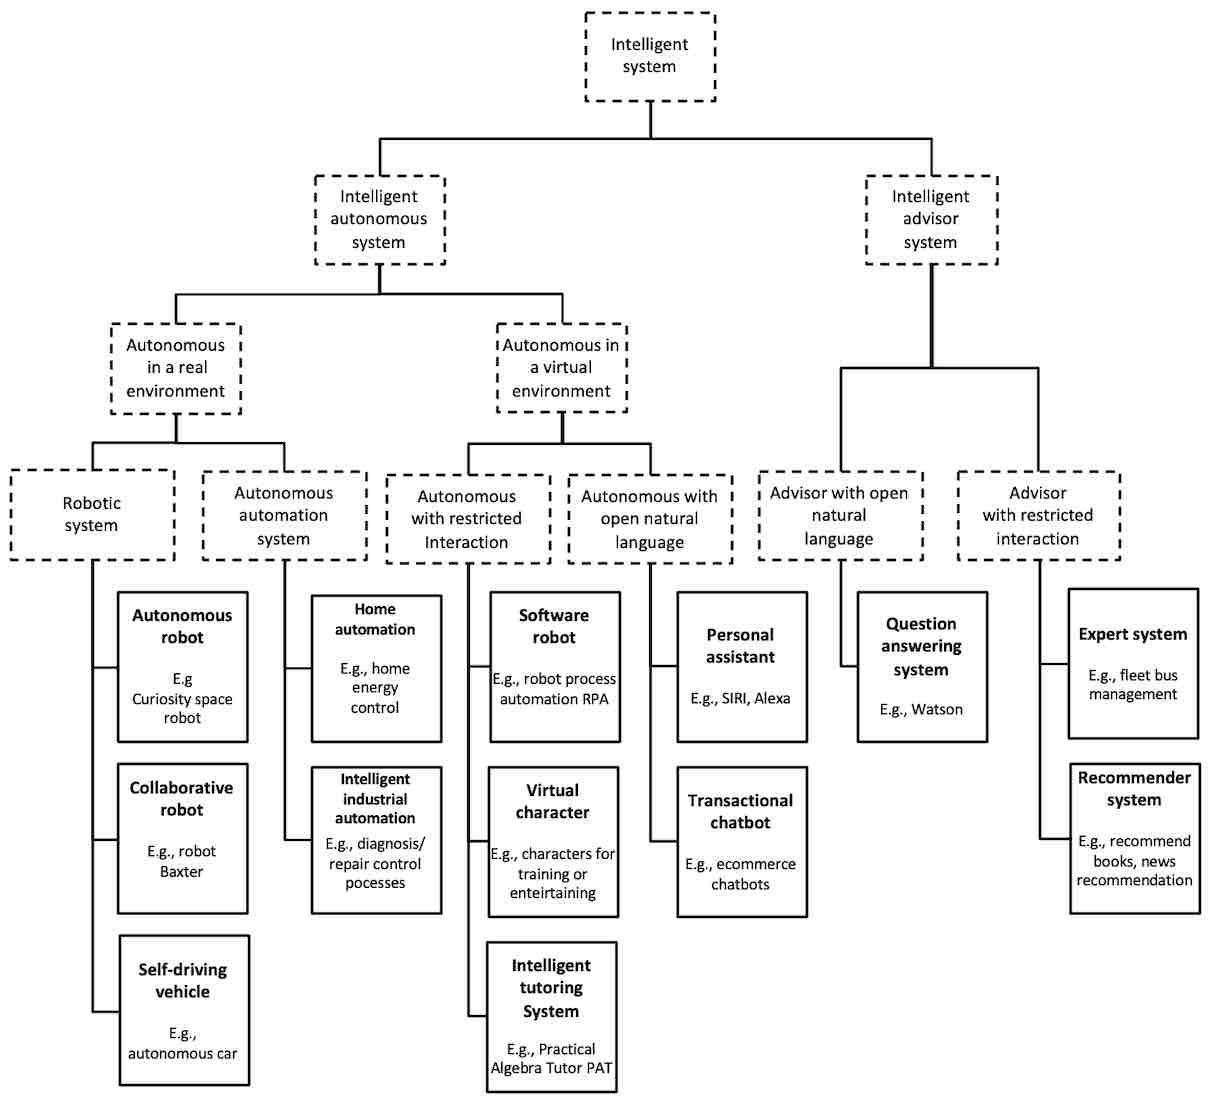 Intelligent
system
Intelligent
autonomous
system
Intelligent
advisor
system
Autonomous
in a real
environment
Autonomous in
a virtual
environment
Robotic
system
Autonomous
automation
system
Autonomous
with restricted
Interaction
Autonomous with
open natural
language
Advisor with open
natural
language
Advisor
with restricted
interaction
Autonomous
robot
E.g
Curiosity space
robot
Home
automation
E.g., home
energy
control
Software
robot
E.g., robot process
automation RPA
Personal
assistant
E.g., SIRI, Alexa
Question
answering
system
E.g., Watson
Expert system
E.g., fleet bus
management
Collaborative
robot
E.g., robot
Baxter
Intelligent
industrial
automation
E.g., diagnosis/
repair control
pocesses
Virtual
character
E.g., characters for
training or
enteirtaining
Transactional
chatbot
E.g., ecommerce
chatbots
Recommender
system
E.g., recommend
books, news
recommendation
Self-driving
vehicle
E.g.,
autonomous car
Intelligent
tutoring
System
E.g., Practical
Algebra Tutor PAT